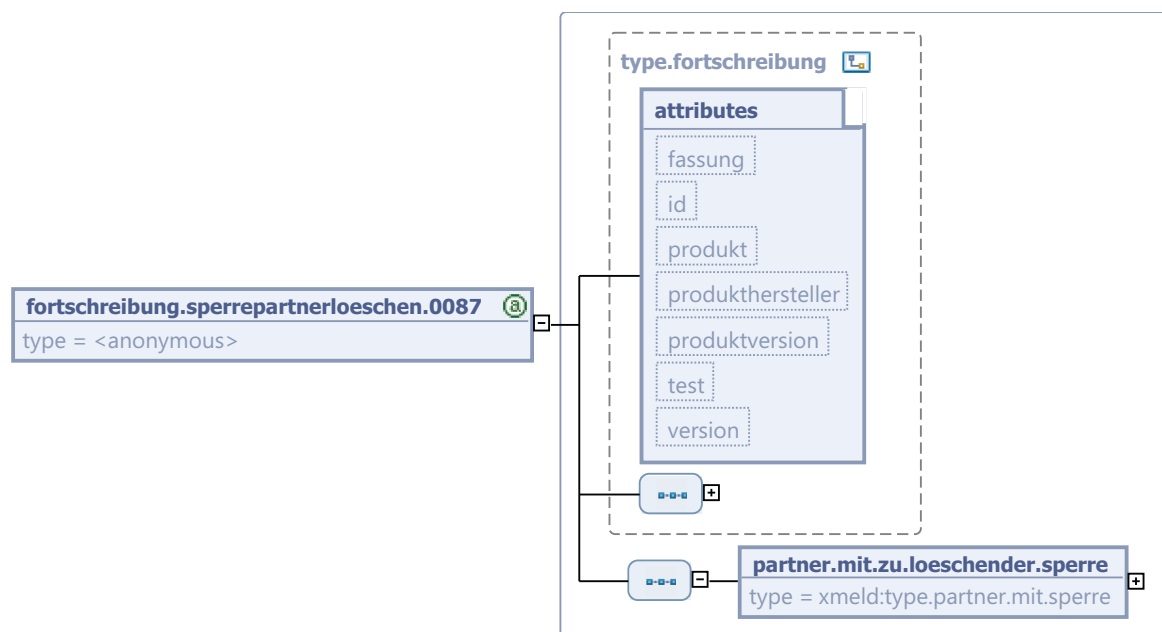 type.fortschreibung
attributes
fassung
id
produkt
produkthersteller
produktversion
test
version
fortschreibung.sperrepartnerloeschen.0087
type = <anonymous>
partner.mit.zu.loeschender.sperre
type = xmeld:type.partner.mit.sperre